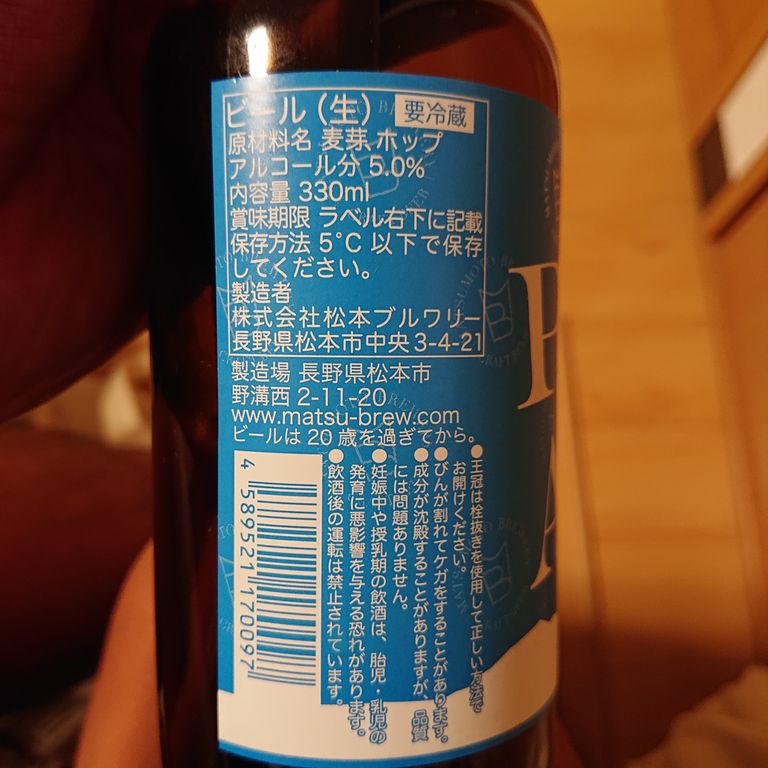 ビール（生） 要冷蔵
原材料名 麦芽、ホップ
アルコール分 5.0%
内容量 330ml
賞味期限 ラベル右下に記載
保存方法 5℃ 以下で保存
してください。
製造者
株式会社松本ブルワリー
長野県松本市中央3-4-21
製造場 長野県松本市
野溝西 2-11-20
www.matsu-brew.com
ビールは 20 歳を過ぎてから。
●王冠は栓抜きを使用して正しい方法で
お開けください。
●びんが割れてケガをすることがあります。
●成分が沈殿することがありますが、品質
には問題ありません。
●妊娠中や授乳期の飲酒は、胎児・乳児の
発育に悪影響を与える恐れがあります。
●飲酒後の運転は禁止されています。
4 589521 170097
P
A